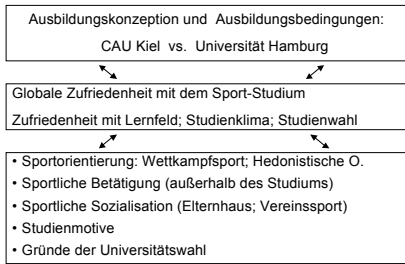 Ausbildungskonzeption und Ausbildungsbedingungen:
CAU Kiel vs. Universität Hamburg
Globale Zufriedenheit mit dem Sport-Studium
Zufriedenheit mit Lernfeld; Studienklima; Studienwahl
• Sportorientierung: Wettkampfsport; Hedonistische O.
• Sportliche Betätigung (außerhalb des Studiums)
• Sportliche Sozialisation (Elternhaus; Vereinssport)
• Studienmotive
• Gründe der Universitätswahl